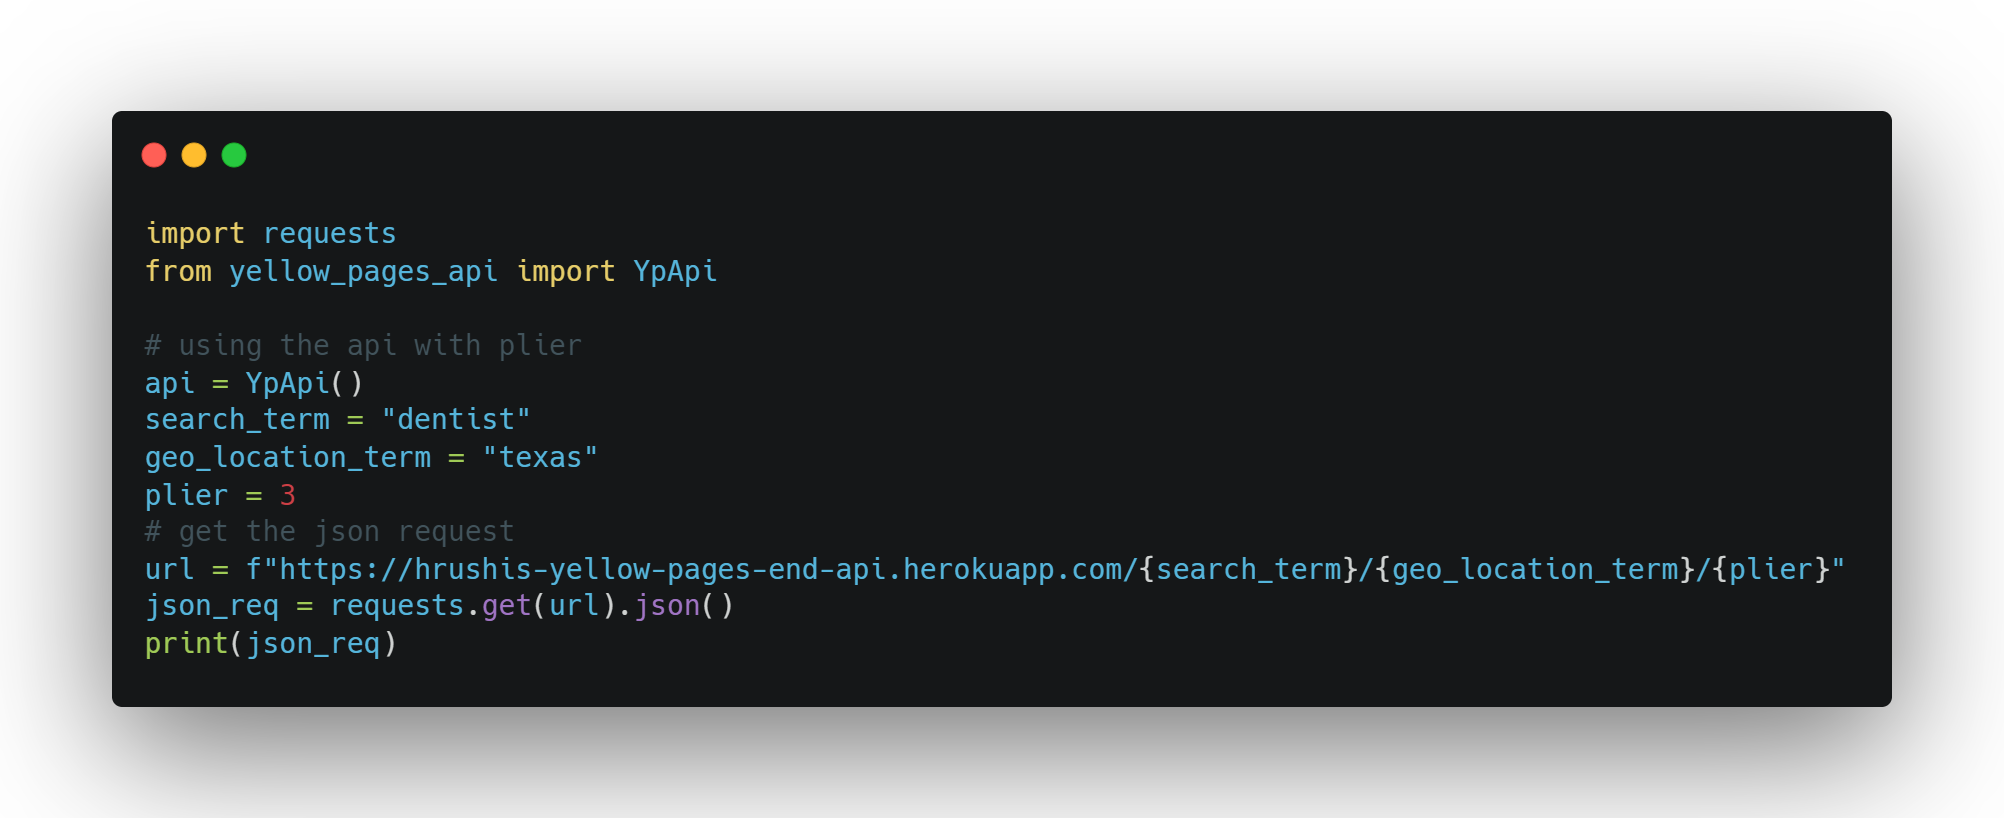 import requests
from yellow_pages_api import YpApi
# using the api with plier
api = YpApi()
search_term = "dentist"
geo_location_term = "texas"
plier = 3
# get the json request
url = f"https://hrushis-yellow-pages-end-api.herokuapp.com/{search_term}/{geo_location_term}/{plier}"
json_req = requests.get(url).json()
print(json_req)